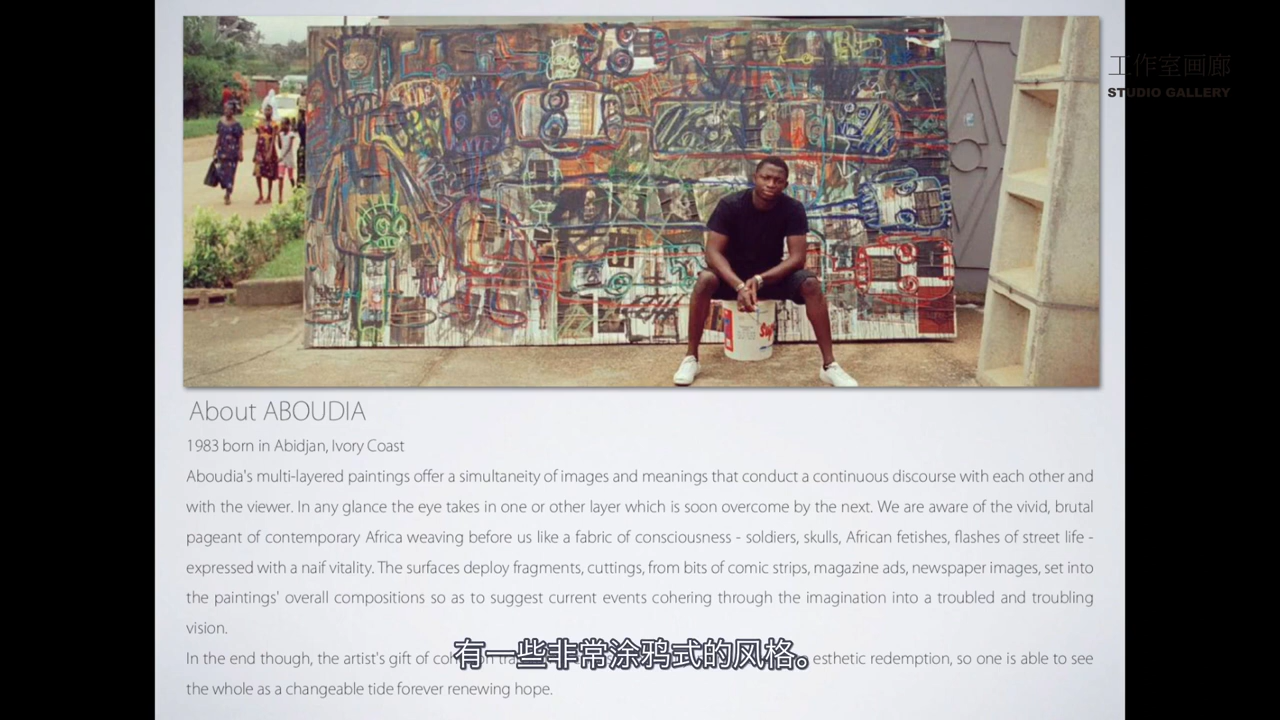 工作室画廊
STUDIO GALLERY
About ABOUDIA
1983 born in Abidjan, Ivory Coast
Aboudia's multi-layered paintings offer a simultaneity of images and meanings that conduct a continuous discourse with each other and
with the viewer. In any glance the eye takes in one or other layer which is soon overcome by the next. We are aware of the vivid, brutal
pageant of contemporary Africa weaving before us like a fabric of consciousness - soldiers, skulls, African fetishes, flashes of street life -
expressed with a naif vitality. The surfaces deploy fragments, cuttings, from bits of comic strips, magazine ads, newspaper images, set into
the paintings' overall compositions so as to suggest current events cohering through the imagination into a troubled and troubling
vision.
In the end though, the artist's gift of esthetic redemption, so one is able to see
有一些非常涂鸦式的风格。
the whole as a changeable tide forever renewing hope.